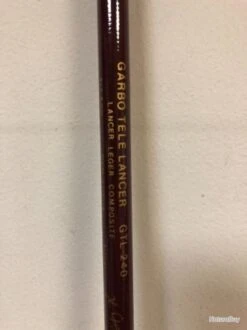 GARBO TELE LANCER GTL 240
LANCER LEGER COMPOSITE
NaturaBuy